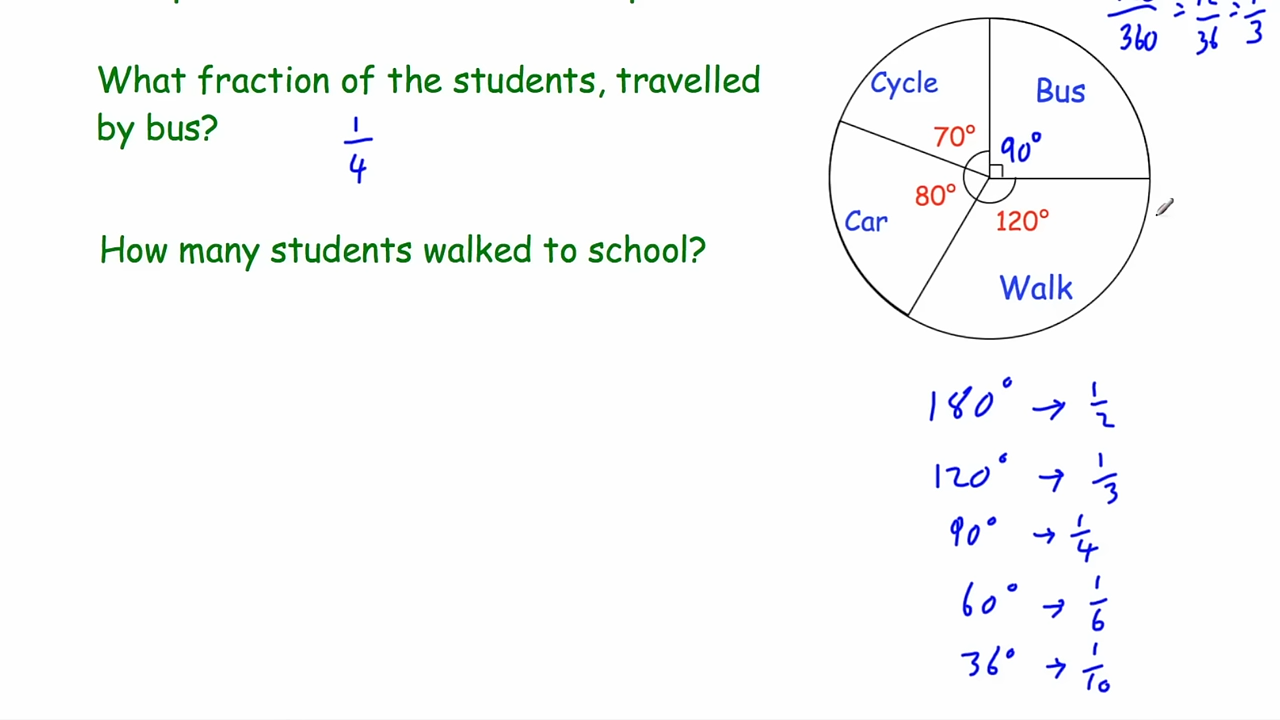 What fraction of the students, travelled
by bus?
1/4
How many students walked to school?
360 = 36 = 1/3
Cycle
Bus
70°
90°
80°
120°
Car
Walk
180° → 1/2
120° → 1/3
90° → 1/4
60° → 1/6
36° → 1/10